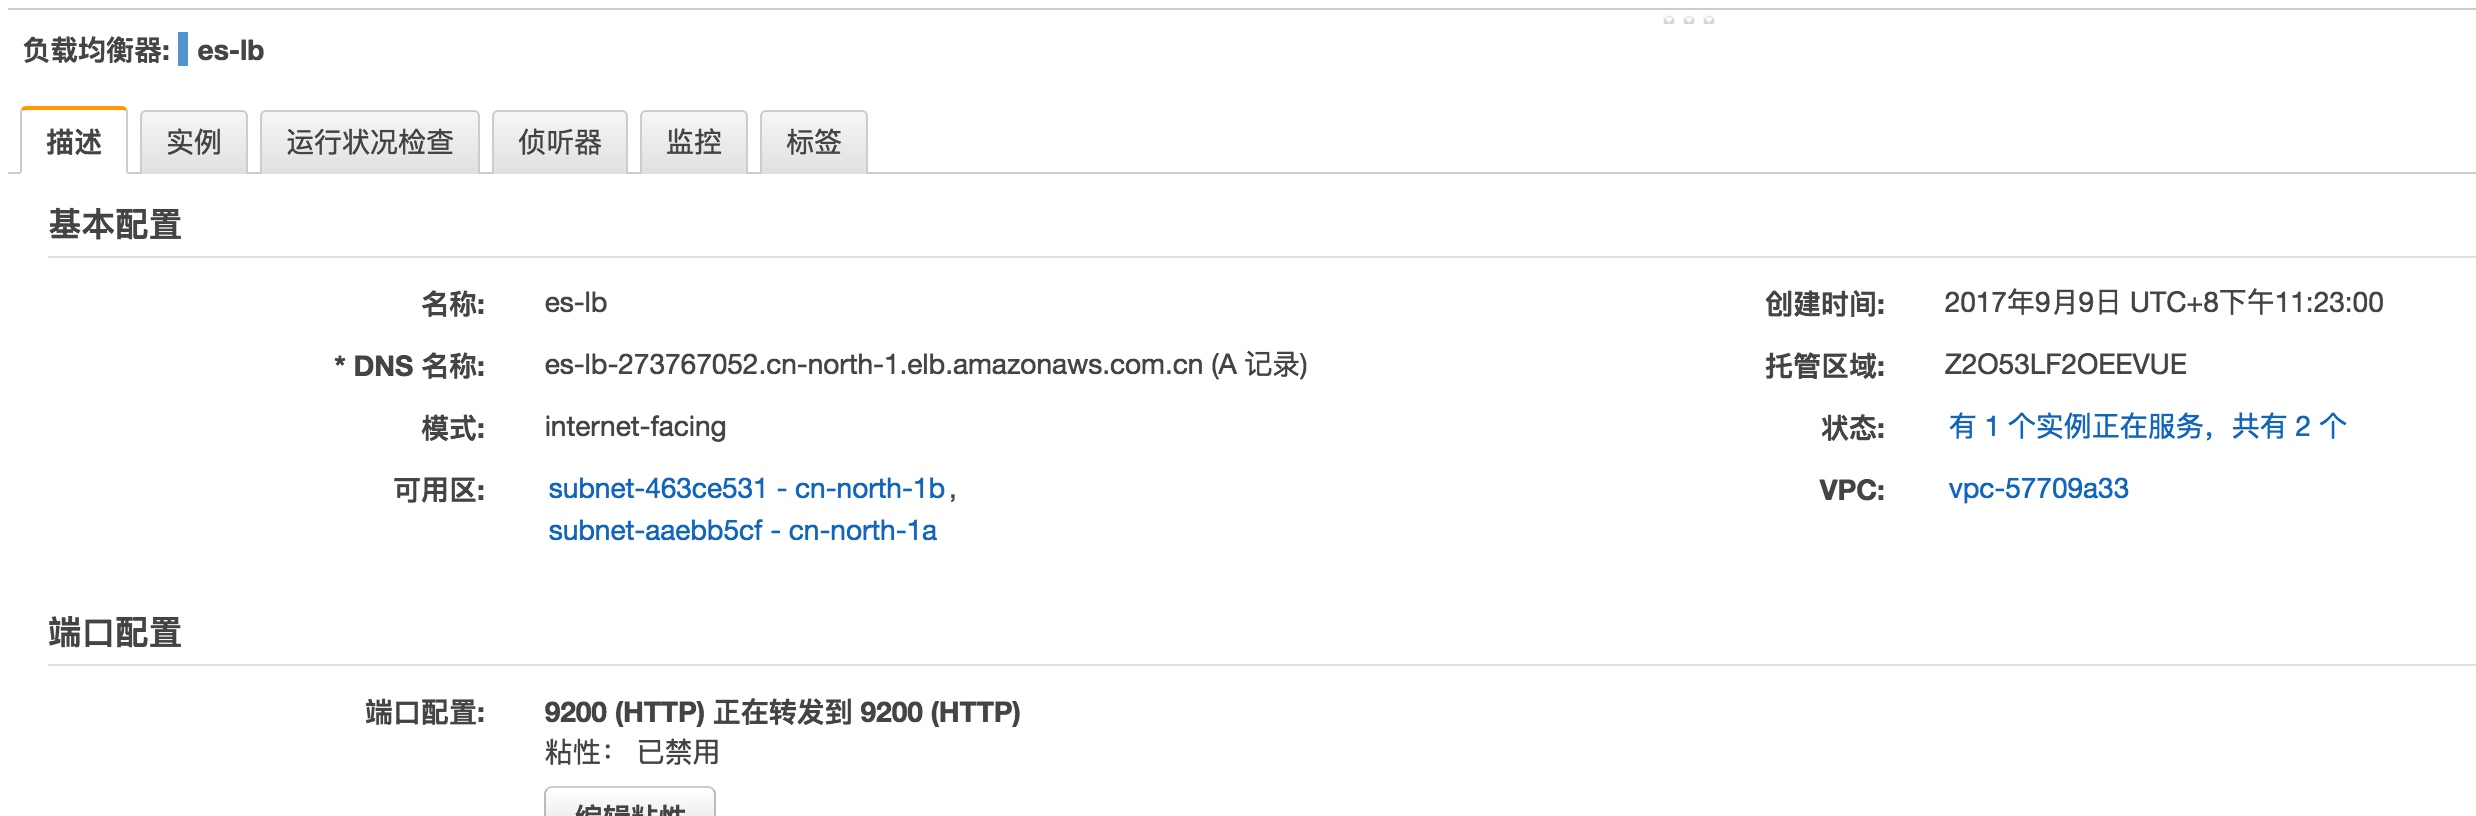 负载均衡器: es-lb
描述 实例 运行状况检查 侦听器 监控 标签
基本配置
名称: es-lb 创建时间: 2017年9月9日 UTC+8下午11:23:00
* DNS 名称: es-lb-273767052.cn-north-1.elb.amazonaws.com.cn (A 记录) 托管区域: Z2O53LF2OEEVUE
模式: internet-facing 状态: 有 1 个实例正在服务，共有 2 个
可用区: subnet-463ce531 - cn-north-1b, VPC: vpc-57709a33
subnet-aaebb5cf - cn-north-1a
端口配置
端口配置: 9200 (HTTP) 正在转发到 9200 (HTTP)
粘性： 已禁用
编辑粘性